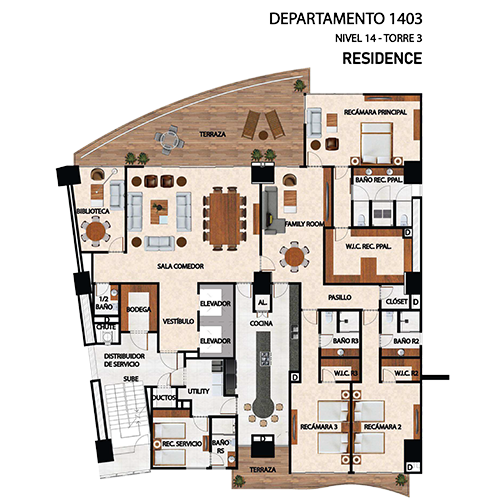 DEPARTAMENTO 1403
NIVEL 14 - TORRE 3
RESIDENCE
TERRAZA
RECÁMARA PRINCIPAL
BAÑO REC. PPAL.
BIBLIOTECA
FAMILY ROOM
W.I.C. REC. PPAL.
SALA COMEDOR
PASILLO
CLÓSET
D
1/2
BAÑO
BODEGA
VESTÍBULO
ELEVADOR
AL.
COCINA
D
CHUTE
ELEVADOR
BAÑO R3
BAÑO R2
DISTRIBUIDOR
DE SERVICIO
SUBE
W.I.C. R3
W.I.C. R2
D
UTILITY
DUCTOS
RECÁMARA 3
RECÁMARA 2
REC. SERVICIO
BAÑO
RS
TERRAZA
D